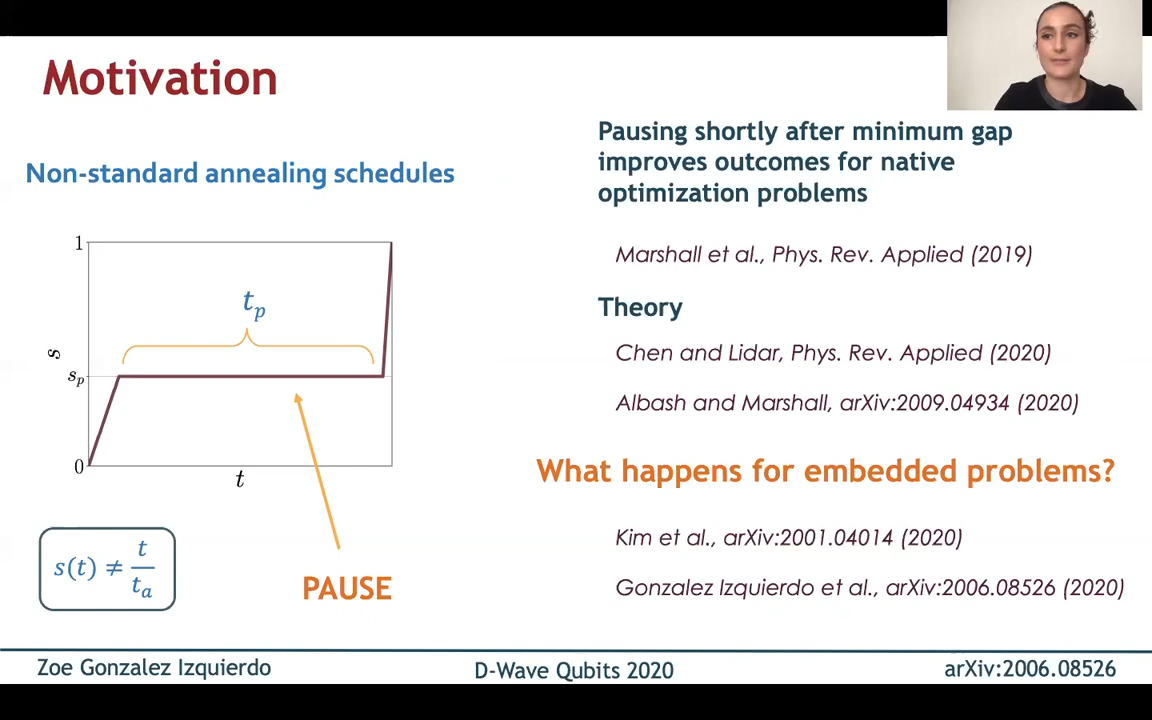 Motivation
Non-standard annealing schedules
1
t_p
s
s_p
0
t
s(t) ≠ t/t_a
PAUSE
Pausing shortly after minimum gap
improves outcomes for native
optimization problems
Marshall et al., Phys. Rev. Applied (2019)
Theory
Chen and Lidar, Phys. Rev. Applied (2020)
Albash and Marshall, arXiv:2009.04934 (2020)
What happens for embedded problems?
Kim et al., arXiv:2001.04014 (2020)
Gonzalez Izquierdo et al., arXiv:2006.08526 (2020)
Zoe Gonzalez Izquierdo
D-Wave Qubits 2020
arXiv:2006.08526